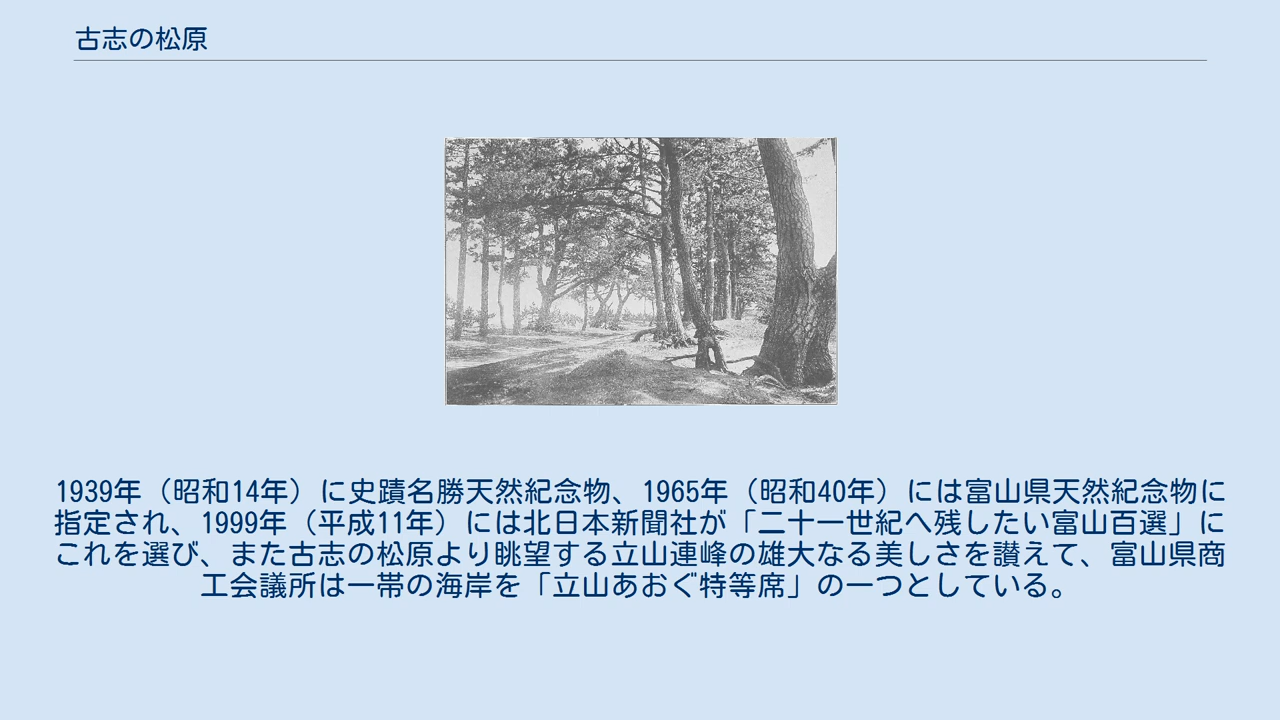 古志の松原
1939年（昭和14年）に史蹟名勝天然紀念物、1965年（昭和40年）には富山県天然紀念物に
指定され、1999年（平成11年）には北日本新聞社が「二十一世紀へ残したい富山百選」に
これを選び、また古志の松原より眺望する立山連峰の雄大なる美しさを讃えて、富山県商
工会議所は一帯の海岸を「立山あおぐ特等席」の一つとしている。